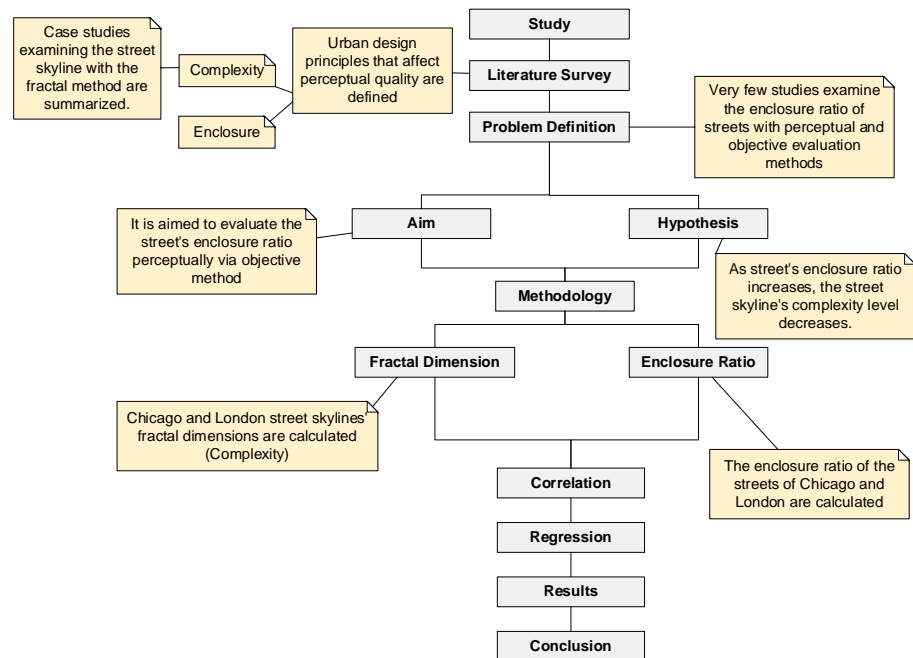 Study
Case studies
examining the street
skyline with the
fractal method are
summarized.
Complexity
Enclosure
Urban design
principles that affect
perceptual quality are
defined
Literature Survey
Problem Definition
Very few studies examine
the enclosure ratio of
streets with perceptual and
objective evaluation
methods
It is aimed to evaluate the
street's enclosure ratio
perceptually via objective
method
Aim
Hypothesis
As street's enclosure ratio
increases, the street
skyline's complexity level
decreases.
Methodology
Fractal Dimension
Enclosure Ratio
Chicago and London street skylines'
fractal dimensions are calculated
(Complexity)
The enclosure ratio of the
streets of Chicago and
London are calculated
Correlation
Regression
Results
Conclusion